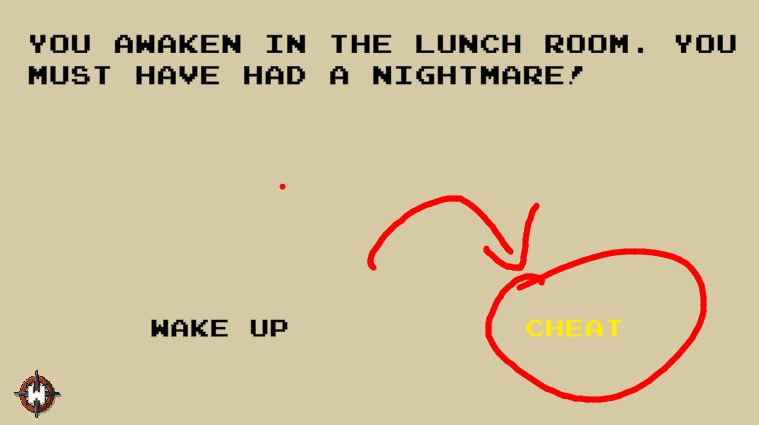 YOU AWAKEN IN THE LUNCH ROOM. YOU
MUST HAVE HAD A NIGHTMARE!
WAKE UP
CHEAT
W